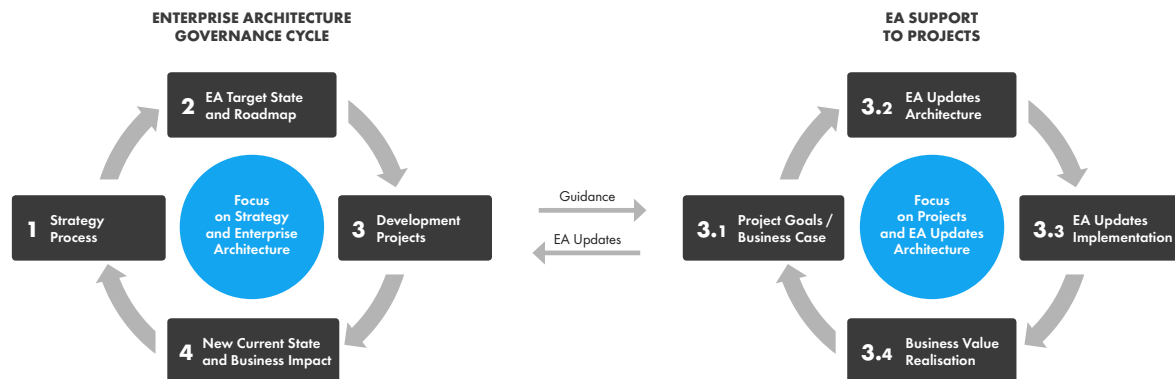 ENTERPRISE ARCHITECTURE
GOVERNANCE CYCLE
2 EA Target State
and Roadmap
1 Strategy
Process
Focus
on Strategy
and Enterprise
Architecture
3 Development
Projects
4 New Current State
and Business Impact
Guidance
EA Updates
EA SUPPORT
TO PROJECTS
3.2 EA Updates
Architecture
3.1 Project Goals /
Business Case
Focus
on Projects
and EA Updates
Architecture
3.3 EA Updates
Implementation
3.4 Business Value
Realisation